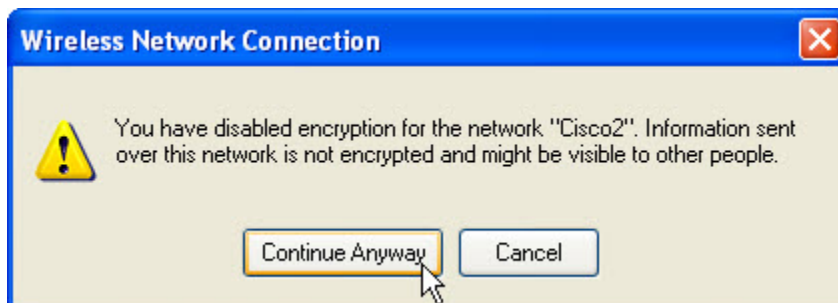 Wireless Network Connection
You have disabled encryption for the network "Cisco2". Information sent
over this network is not encrypted and might be visible to other people.
Continue Anyway Cancel